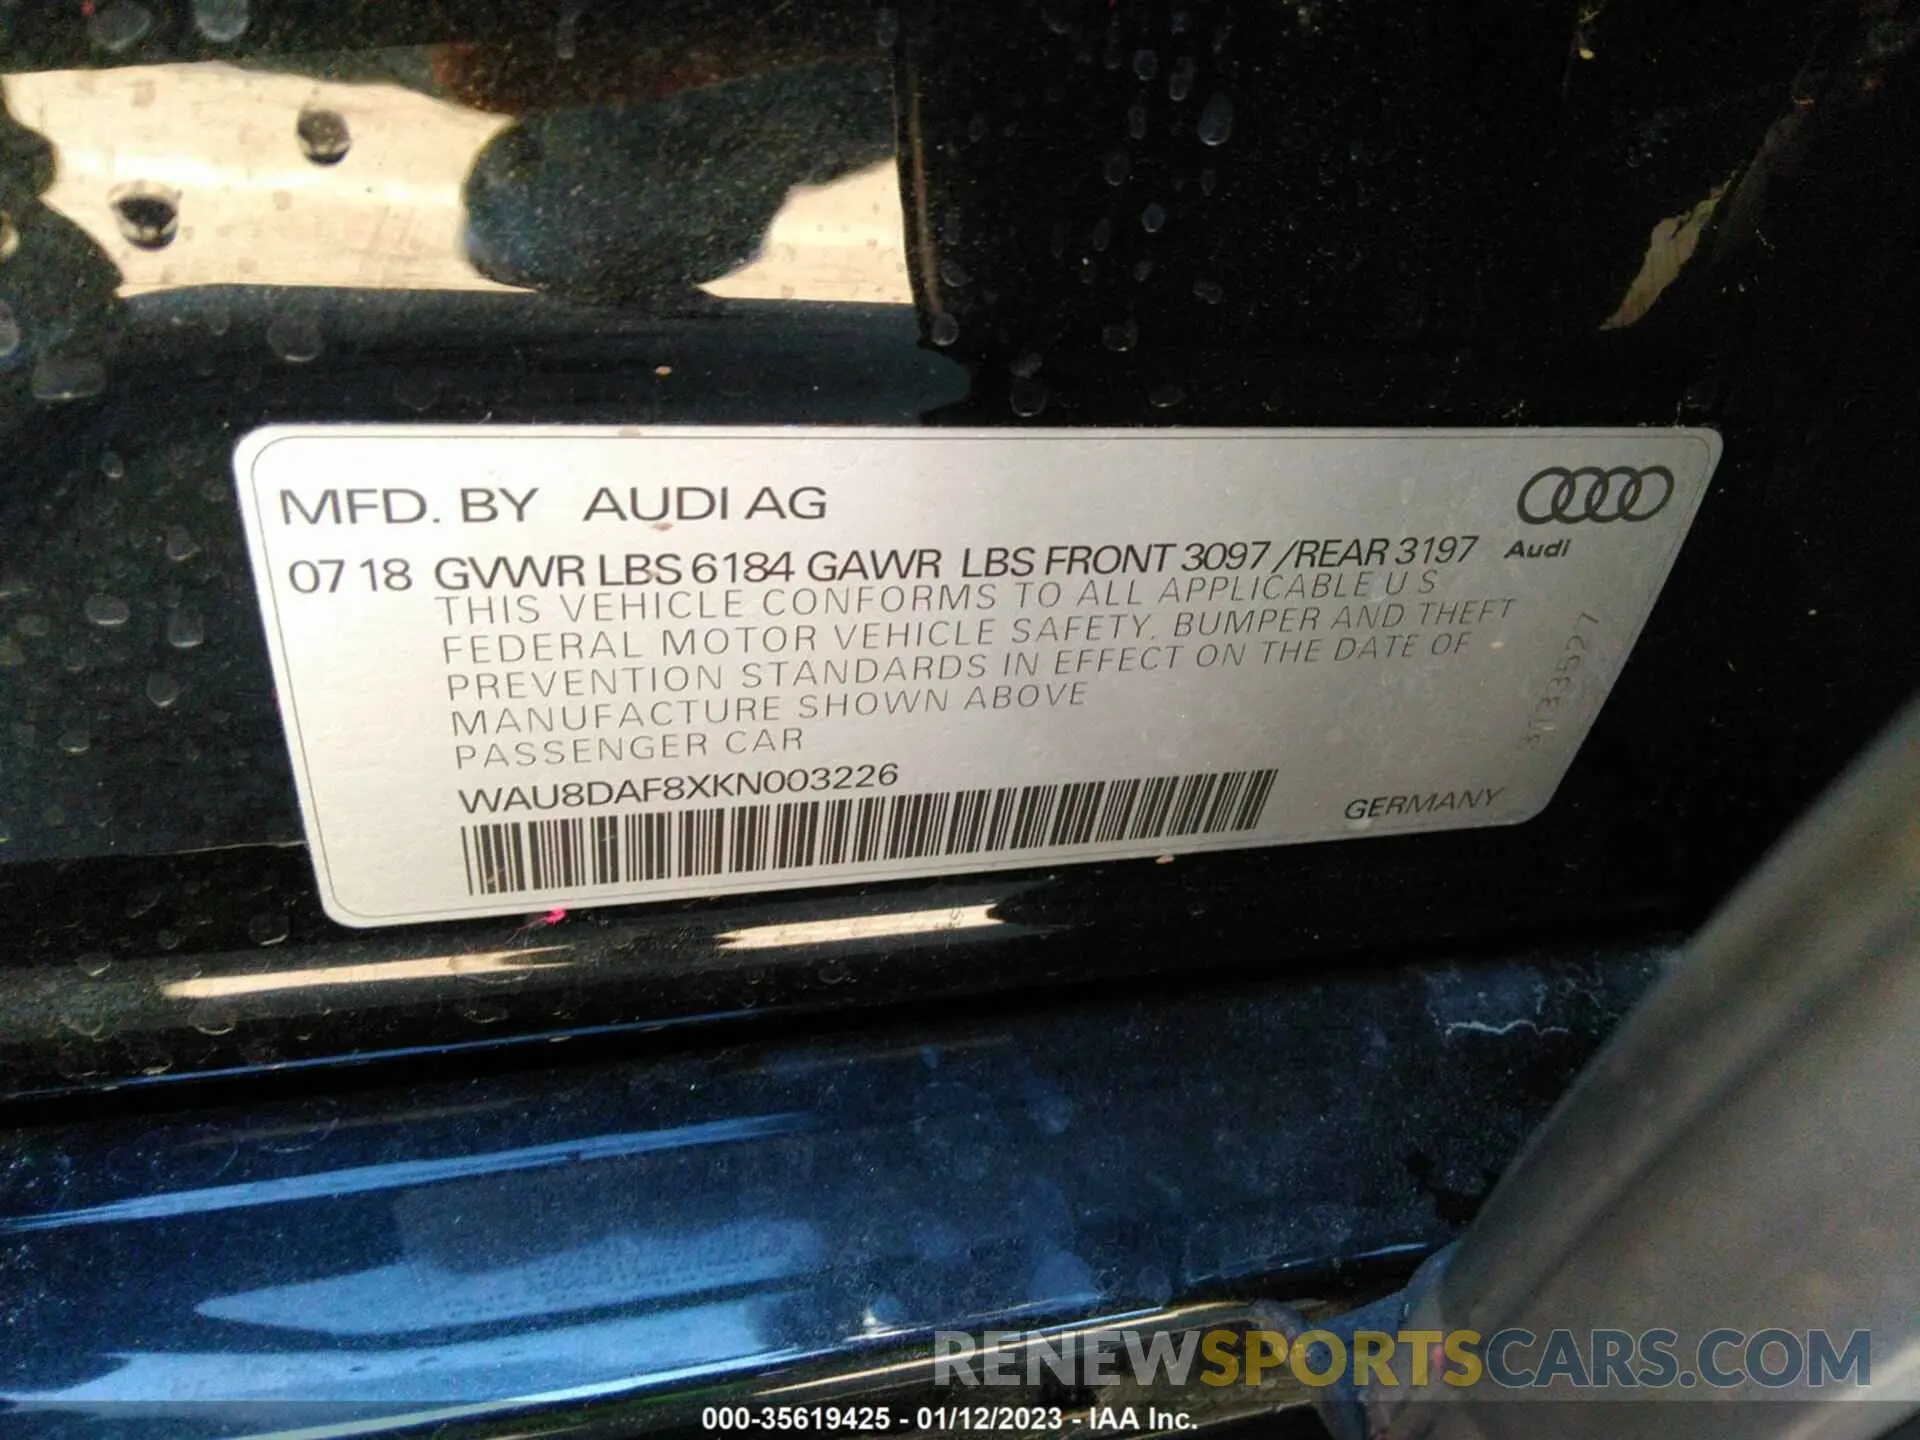 MFD. BY AUDI AG
07 18 GVWR LBS 6184 GAWR LBS FRONT 3097 /REAR 3197
Audi
THIS VEHICLE CONFORMS TO ALL APPLICABLE U S
FEDERAL MOTOR VEHICLE SAFETY, BUMPER AND THEFT
PREVENTION STANDARDS IN EFFECT ON THE DATE OF
MANUFACTURE SHOWN ABOVE
PASSENGER CAR
WAU8DAF8XKN003226
GERMANY
RENEWSPORTSCARS.COM
000-35619425 - 01/12/2023 - IAA Inc.